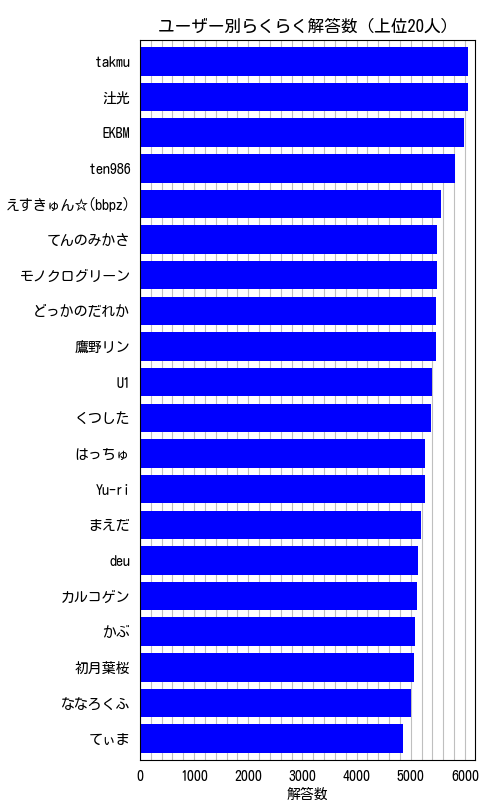 ユーザー別らくらく解答数（上位20人）
takmu
汢光
EKBM
ten986
えすきゅん☆(bbpz)
てんのみかさ
モノクログリーン
どっかのだれか
鷹野リン
U1
くつした
はっちゅ
Yu-ri
まえだ
deu
カルコゲン
かぶ
初月葉桜
ななろくふ
てぃま
0 1000 2000 3000 4000 5000 6000
解答数